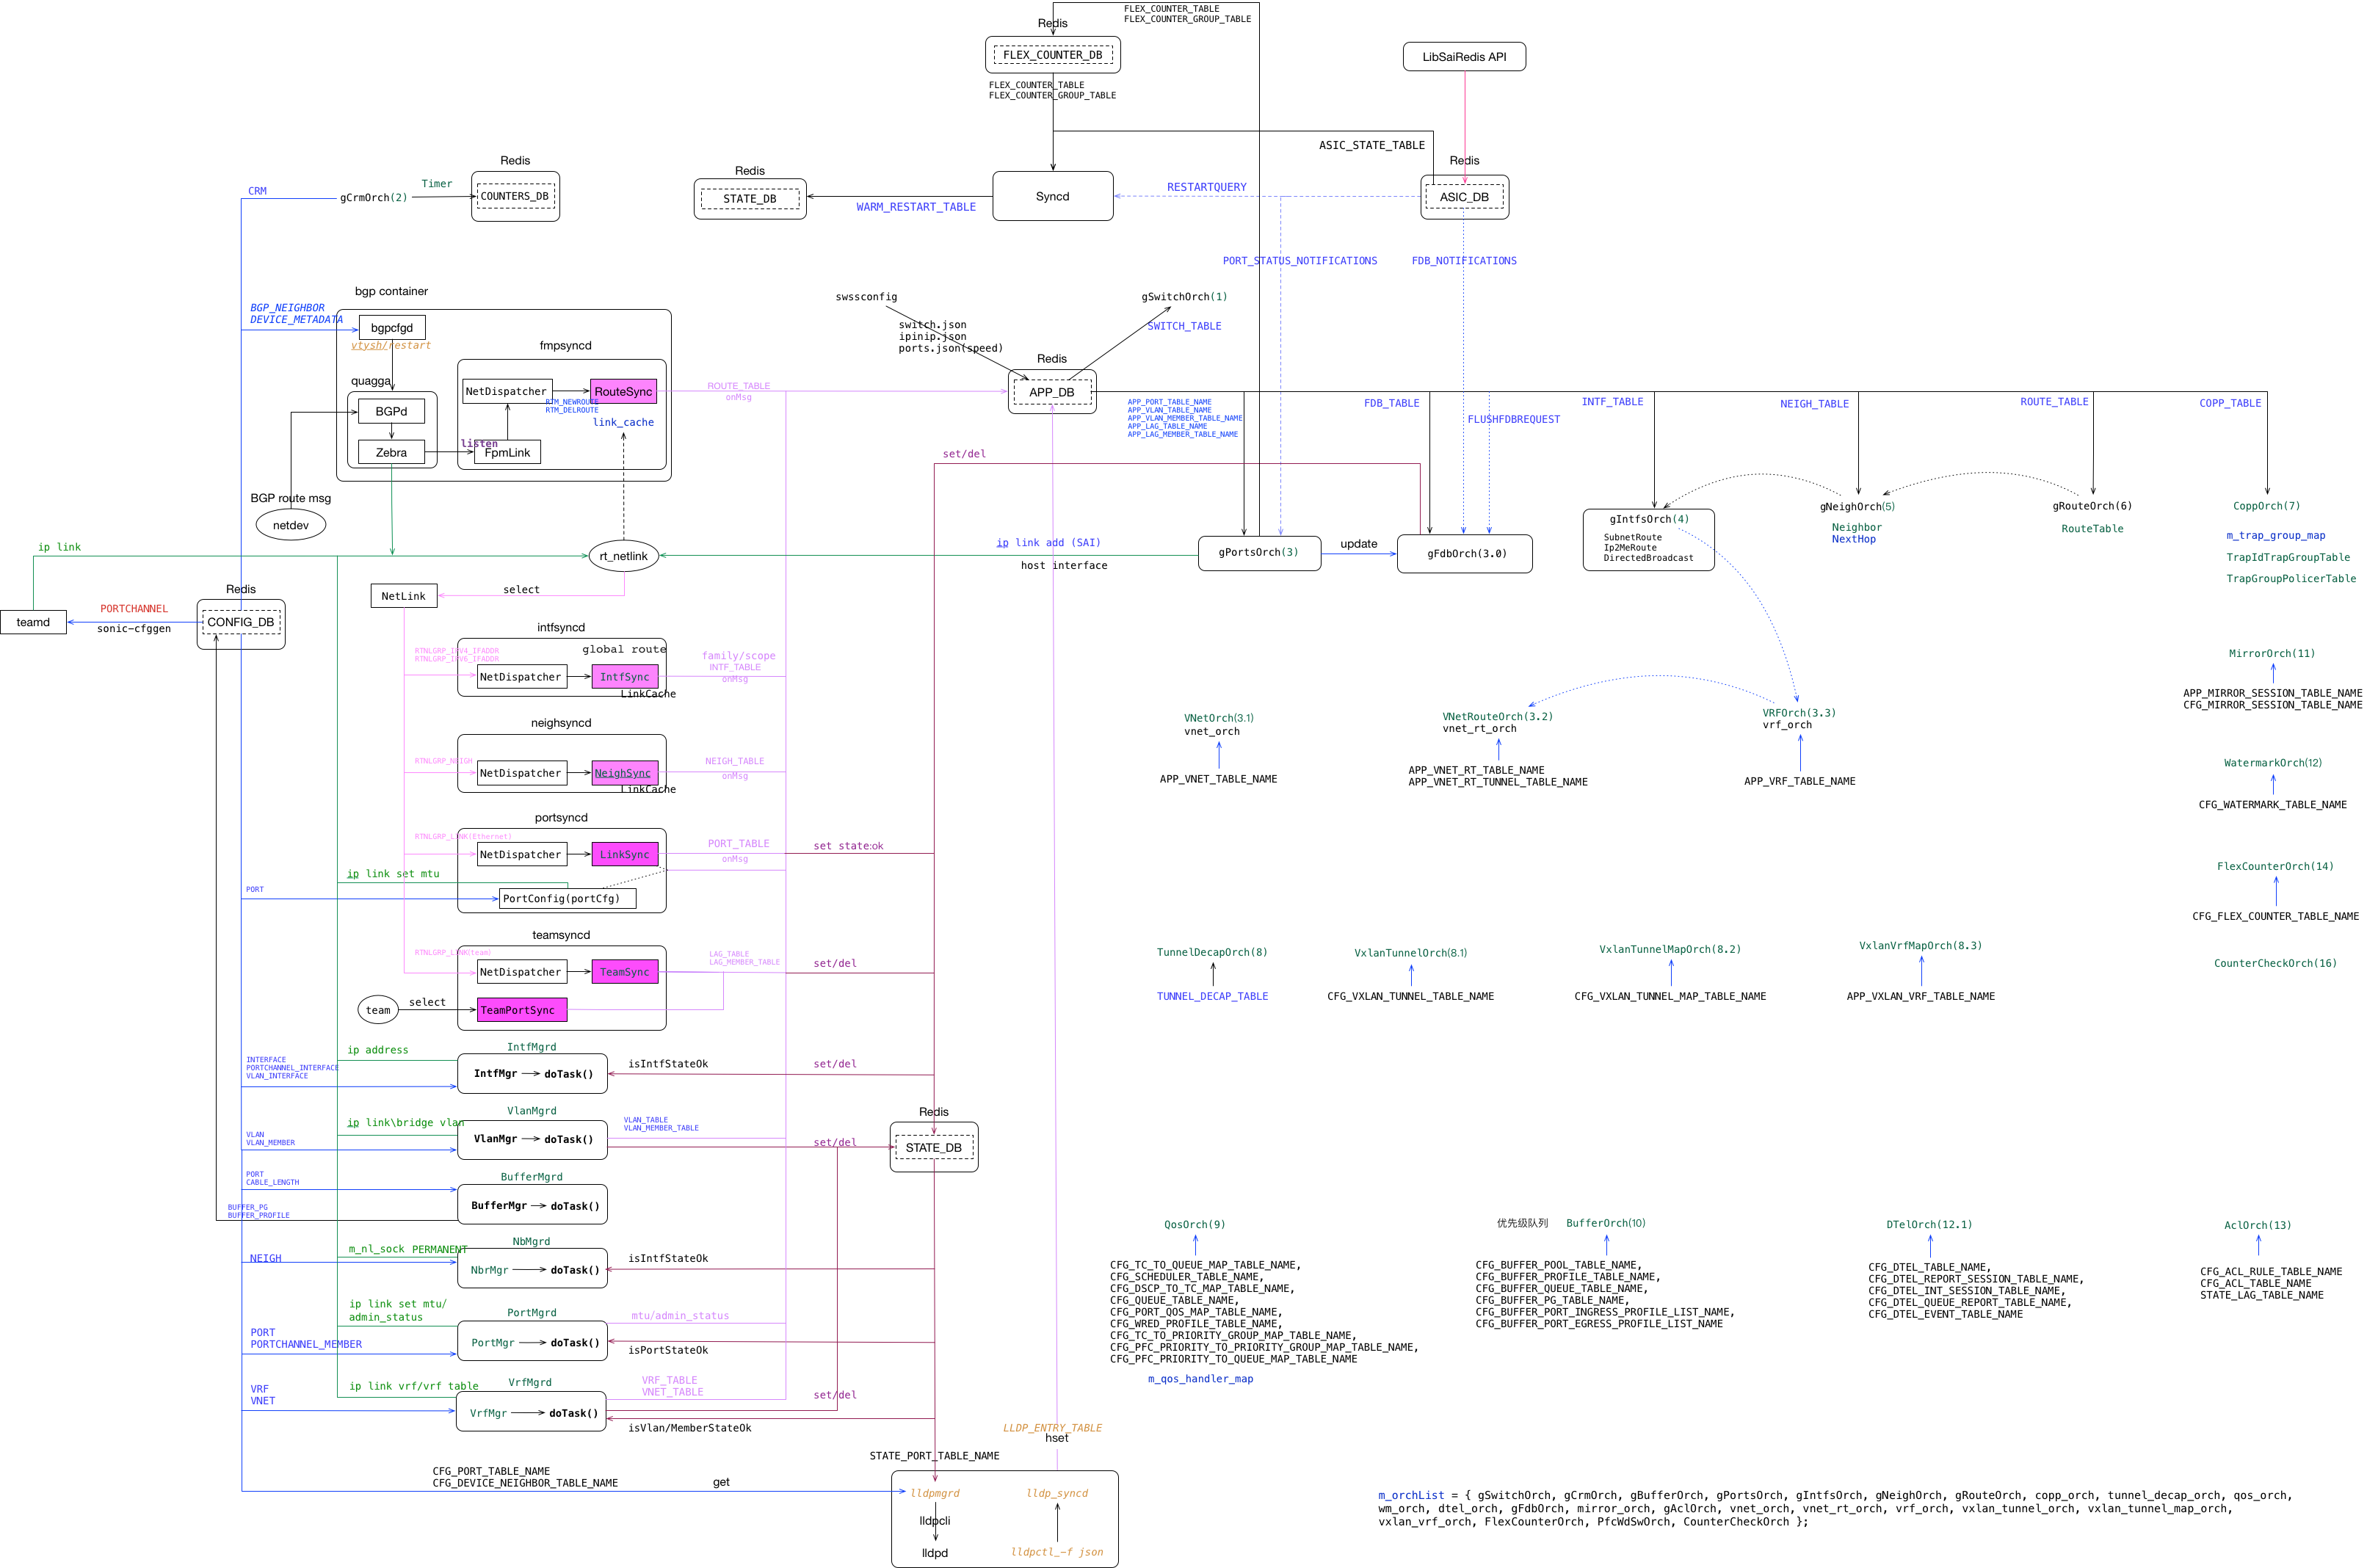 FLEX_COUNTER_TABLE
FLEX_COUNTER_GROUP_TABLE
Redis
FLEX_COUNTER_DB
LibSaiRedis API
FLEX_COUNTER_TABLE
FLEX_COUNTER_GROUP_TABLE
ASIC_STATE_TABLE
Redis
Redis
Redis
CRM
Timer
gCrmOrch(2)
COUNTERS_DB
STATE_DB
WARM_RESTART_TABLE
Syncd
RESTARTQUERY
ASIC_DB
PORT_STATUS_NOTIFICATIONS
FDB_NOTIFICATIONS
bgp container
BGP_NEIGHBOR
DEVICE_METADATA
bgpcfgd
vtysh/restart
fmpsyncd
quagga
NetDispatcher
RouteSync
RTM_NEWROUTE
RTM_DELROUTE
link_cache
BGPd
Zebra
listen
FpmLink
BGP route msg
netdev
ROUTE_TABLE
onMsg
swssconfig
switch.json
ipinip.json
ports.json(speed)
gSwitchOrch(1)
SWITCH_TABLE
Redis
APP_DB
APP_PORT_TABLE_NAME
APP_VLAN_TABLE_NAME
APP_VLAN_MEMBER_TABLE_NAME
APP_LAG_TABLE_NAME
APP_LAG_MEMBER_TABLE_NAME
FDB_TABLE
FLUSHFDBREQUEST
INTF_TABLE
NEIGH_TABLE
ROUTE_TABLE
COPP_TABLE
set/del
ip link
rt_netlink
ip link add (SAI)
host interface
gPortsOrch(3)
update
gFdbOrch(3.0)
gIntfsOrch(4)
SubnetRoute
Ip2MeRoute
DirectedBroadcast
gNeighOrch(5)
Neighbor
NextHop
gRouteOrch(6)
RouteTable
CoppOrch(7)
m_trap_group_map
TrapIdTrapGroupTable
TrapGroupPolicerTable
teamd
PORTCHANNEL
sonic-cfggen
Redis
CONFIG_DB
NetLink
select
intfsyncd
global route
RTNLGRP_IPV4_IFADDR
RTNLGRP_IPV6_IFADDR
NetDispatcher
IntfSync
LinkCache
family/scope
INTF_TABLE
onMsg
neighsyncd
RTNLGRP_NEIGH
NetDispatcher
NeighSync
LinkCache
NEIGH_TABLE
onMsg
MirrorOrch(11)
APP_MIRROR_SESSION_TABLE_NAME
CFG_MIRROR_SESSION_TABLE_NAME
VNetOrch(3.1)
vnet_orch
APP_VNET_TABLE_NAME
VNetRouteOrch(3.2)
vnet_rt_orch
APP_VNET_RT_TABLE_NAME
APP_VNET_RT_TUNNEL_TABLE_NAME
VRFOrch(3.3)
vrf_orch
APP_VRF_TABLE_NAME
WatermarkOrch(12)
CFG_WATERMARK_TABLE_NAME
portsyncd
RTNLGRP_LINK(Ethernet)
NetDispatcher
LinkSync
PORT_TABLE
onMsg
set state:ok
ip link set mtu
PORT
PortConfig(portCfg)
FlexCounterOrch(14)
CFG_FLEX_COUNTER_TABLE_NAME
teamsyncd
RTNLGRP_LINK(team)
NetDispatcher
TeamSync
LAG_TABLE
LAG_MEMBER_TABLE
set/del
team
select
TeamPortSync
TunnelDecapOrch(8)
TUNNEL_DECAP_TABLE
VxlanTunnelOrch(8.1)
CFG_VXLAN_TUNNEL_TABLE_NAME
VxlanTunnelMapOrch(8.2)
CFG_VXLAN_TUNNEL_MAP_TABLE_NAME
VxlanVrfMapOrch(8.3)
APP_VXLAN_VRF_TABLE_NAME
CounterCheckOrch(16)
IntfMgrd
ip address
INTERFACE
PORTCHANNEL_INTERFACE
VLAN_INTERFACE
IntfMgr
doTask()
isIntfStateOk
set/del
VlanMgrd
ip link\bridge vlan
VLAN
VLAN_MEMBER
VlanMgr
doTask()
VLAN_TABLE
VLAN_MEMBER_TABLE
set/del
Redis
STATE_DB
BufferMgrd
PORT
CABLE_LENGTH
BUFFER_PG
BUFFER_PROFILE
BufferMgr
doTask()
NbMgrd
m_nl_sock PERMANENT
NEIGH
NbrMgr
doTask()
isIntfStateOk
PortMgrd
ip link set mtu/
admin_status
PORT
PORTCHANNEL_MEMBER
PortMgr
doTask()
mtu/admin_status
isPortStateOk
VrfMgrd
ip link vrf/vrf table
VRF
VNET
VrfMgr
doTask()
VRF_TABLE
VNET_TABLE
set/del
isVlan/MemberStateOk
QosOrch(9)
CFG_TC_TO_QUEUE_MAP_TABLE_NAME,
CFG_SCHEDULER_TABLE_NAME,
CFG_DSCP_TO_TC_MAP_TABLE_NAME,
CFG_QUEUE_TABLE_NAME,
CFG_PORT_QOS_MAP_TABLE_NAME,
CFG_WRED_PROFILE_TABLE_NAME,
CFG_TC_TO_PRIORITY_GROUP_MAP_TABLE_NAME,
CFG_PFC_PRIORITY_TO_PRIORITY_GROUP_MAP_TABLE_NAME,
CFG_PFC_PRIORITY_TO_QUEUE_MAP_TABLE_NAME
m_qos_handler_map
优先级队列 BufferOrch(10)
CFG_BUFFER_POOL_TABLE_NAME,
CFG_BUFFER_PROFILE_TABLE_NAME,
CFG_BUFFER_QUEUE_TABLE_NAME,
CFG_BUFFER_PG_TABLE_NAME,
CFG_BUFFER_PORT_INGRESS_PROFILE_LIST_NAME,
CFG_BUFFER_PORT_EGRESS_PROFILE_LIST_NAME
DTelOrch(12.1)
CFG_DTEL_TABLE_NAME,
CFG_DTEL_REPORT_SESSION_TABLE_NAME,
CFG_DTEL_INT_SESSION_TABLE_NAME,
CFG_DTEL_QUEUE_REPORT_TABLE_NAME,
CFG_DTEL_EVENT_TABLE_NAME
AclOrch(13)
CFG_ACL_RULE_TABLE_NAME
CFG_ACL_TABLE_NAME
STATE_LAG_TABLE_NAME
LLDP_ENTRY_TABLE
hset
STATE_PORT_TABLE_NAME
CFG_PORT_TABLE_NAME
CFG_DEVICE_NEIGHBOR_TABLE_NAME
get
lldpmgrd
lldpcli
lldpd
lldp_syncd
lldpctl_-f json
m_orchList = { gSwitchOrch, gCrmOrch, gBufferOrch, gPortsOrch, gIntfsOrch, gNeighOrch, gRouteOrch, copp_orch, tunnel_decap_orch, qos_orch,
wm_orch, dtel_orch, gFdbOrch, mirror_orch, gAclOrch, vnet_orch, vnet_rt_orch, vrf_orch, vxlan_tunnel_orch, vxlan_tunnel_map_orch,
vxlan_vrf_orch, FlexCounterOrch, PfcWdSwOrch, CounterCheckOrch };